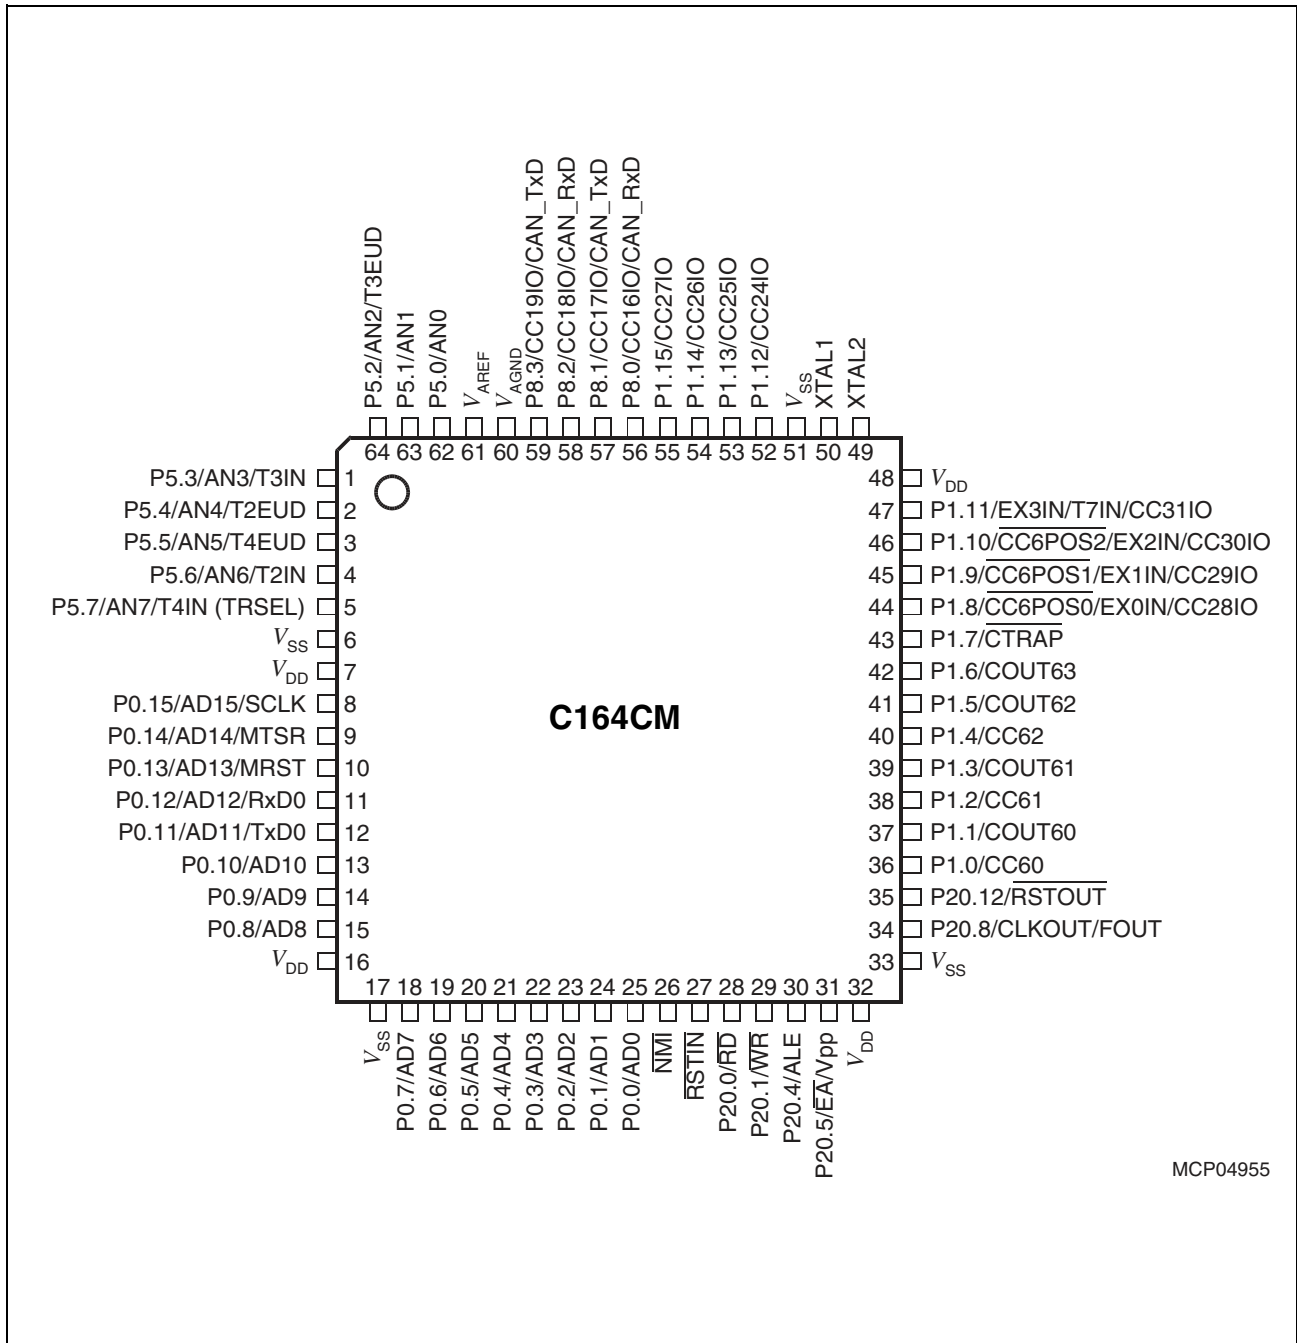 P5.2/AN2/T3EUD
P5.1/AN1
P5.0/AN0
VAREF
VAGND
P8.3/CC19IO/CAN_TxD
P8.2/CC18IO/CAN_RxD
P8.1/CC17IO/CAN_TxD
P8.0/CC16IO/CAN_RxD
P1.15/CC27IO
P1.14/CC26IO
P1.13/CC25IO
P1.12/CC24IO
VSS
XTAL1
XTAL2
64 63 62 61 60 59 58 57 56 55 54 53 52 51 50 49
P5.3/AN3/T3IN 1
P5.4/AN4/T2EUD 2
P5.5/AN5/T4EUD 3
P5.6/AN6/T2IN 4
P5.7/AN7/T4IN (TRSEL) 5
VSS 6
VDD 7
P0.15/AD15/SCLK 8
P0.14/AD14/MTSR 9
P0.13/AD13/MRST 10
P0.12/AD12/RxD0 11
P0.11/AD11/TxD0 12
P0.10/AD10 13
P0.9/AD9 14
P0.8/AD8 15
VDD 16
C164CM
48 VDD
47 P1.11/EX3IN/T7IN/CC31IO
46 P1.10/CC6POS2/EX2IN/CC30IO
45 P1.9/CC6POS1/EX1IN/CC29IO
44 P1.8/CC6POS0/EX0IN/CC28IO
43 P1.7/CTRAP
42 P1.6/COUT63
41 P1.5/COUT62
40 P1.4/CC62
39 P1.3/COUT61
38 P1.2/CC61
37 P1.1/COUT60
36 P1.0/CC60
35 P20.12/RSTOUT
34 P20.8/CLKOUT/FOUT
33 VSS
17 18 19 20 21 22 23 24 25 26 27 28 29 30 31 32
VSS
P0.7/AD7
P0.6/AD6
P0.5/AD5
P0.4/AD4
P0.3/AD3
P0.2/AD2
P0.1/AD1
P0.0/AD0
NMI
RSTIN
P20.0/RD
P20.1/WR
P20.4/ALE
P20.5/EA/Vpp
VDD
MCP04955